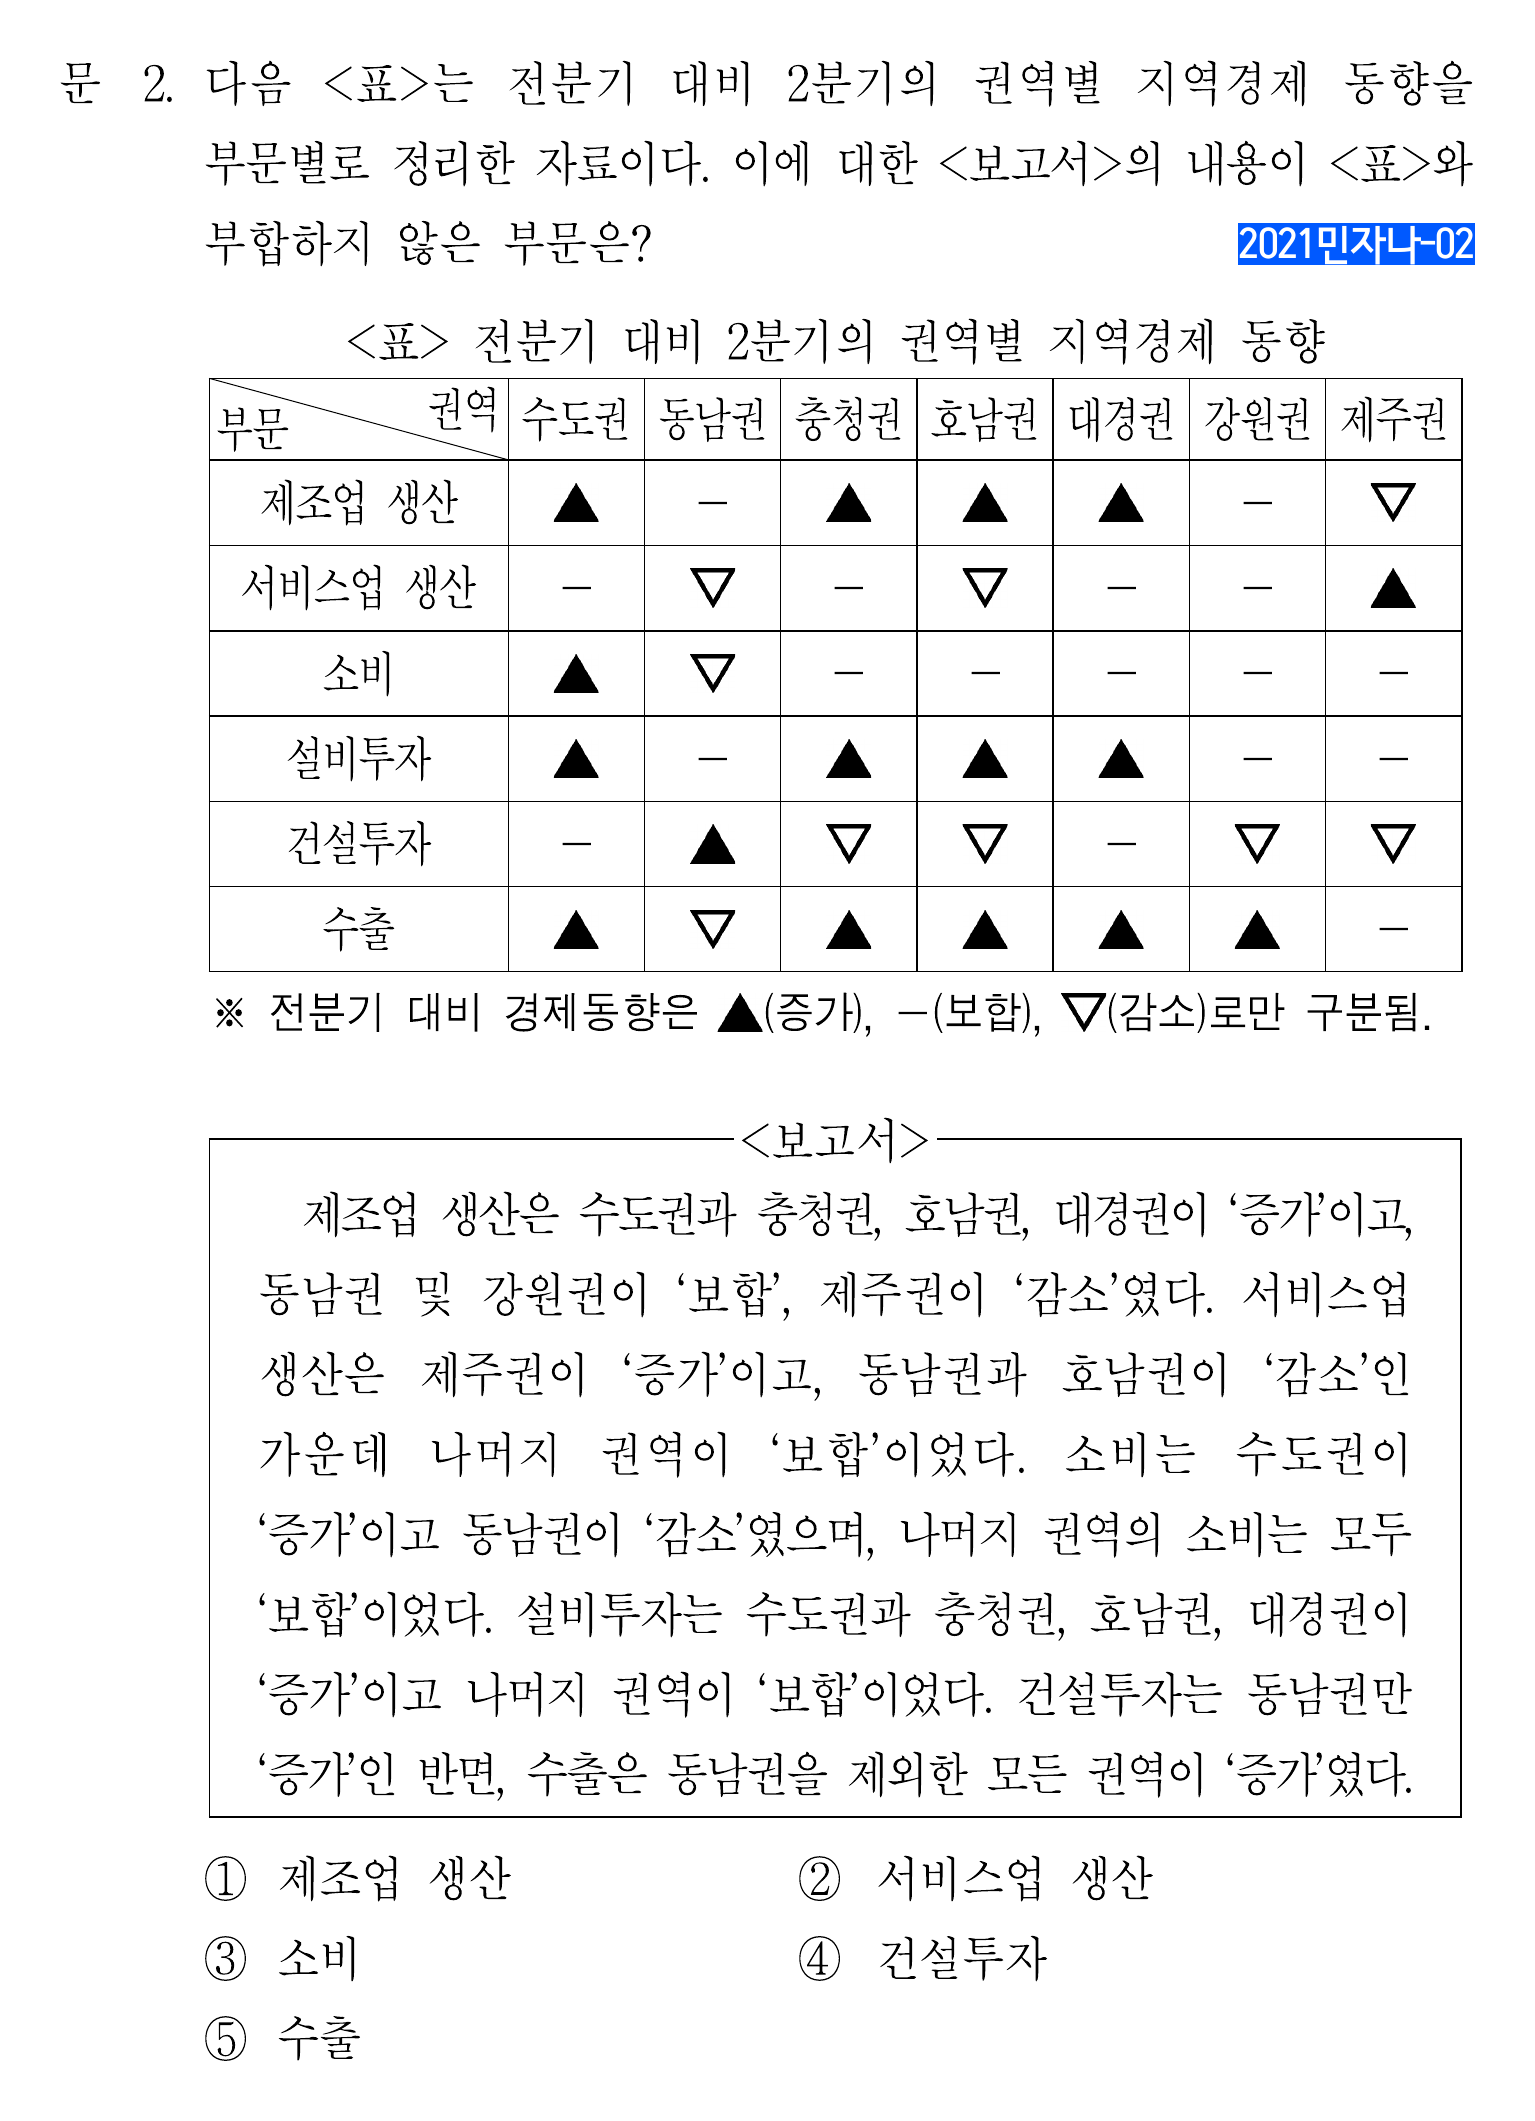 문 2. 다음 <표>는 전분기 대비 2분기의 권역별 지역경제 동향을
부문별로 정리한 자료이다. 이에 대한 <보고서>의 내용이 <표>와
부합하지 않은 부문은?
2021민자나-02
<표> 전분기 대비 2분기의 권역별 지역경제 동향
부문 권역 수도권 동남권 충청권 호남권 대경권 강원권 제주권
제조업 생산 ▲ － ▲ ▲ ▲ － ▽
서비스업 생산 － ▽ － ▽ － － ▲
소비 ▲ ▽ － － － － －
설비투자 ▲ － ▲ ▲ ▲ － －
건설투자 － ▲ ▽ ▽ － ▽ ▽
수출 ▲ ▽ ▲ ▲ ▲ ▲ －
※ 전분기 대비 경제동향은 ▲(증가), －(보합), ▽(감소)로만 구분됨.
<보고서>
제조업 생산은 수도권과 충청권, 호남권, 대경권이 ‘증가’이고,
동남권 및 강원권이 ‘보합’, 제주권이 ‘감소’였다. 서비스업
생산은 제주권이 ‘증가’이고, 동남권과 호남권이 ‘감소’인
가운데 나머지 권역이 ‘보합’이었다. 소비는 수도권이
‘증가’이고 동남권이 ‘감소’였으며, 나머지 권역의 소비는 모두
‘보합’이었다. 설비투자는 수도권과 충청권, 호남권, 대경권이
‘증가’이고 나머지 권역이 ‘보합’이었다. 건설투자는 동남권만
‘증가’인 반면, 수출은 동남권을 제외한 모든 권역이 ‘증가’였다.
① 제조업 생산 ② 서비스업 생산
③ 소비 ④ 건설투자
⑤ 수출